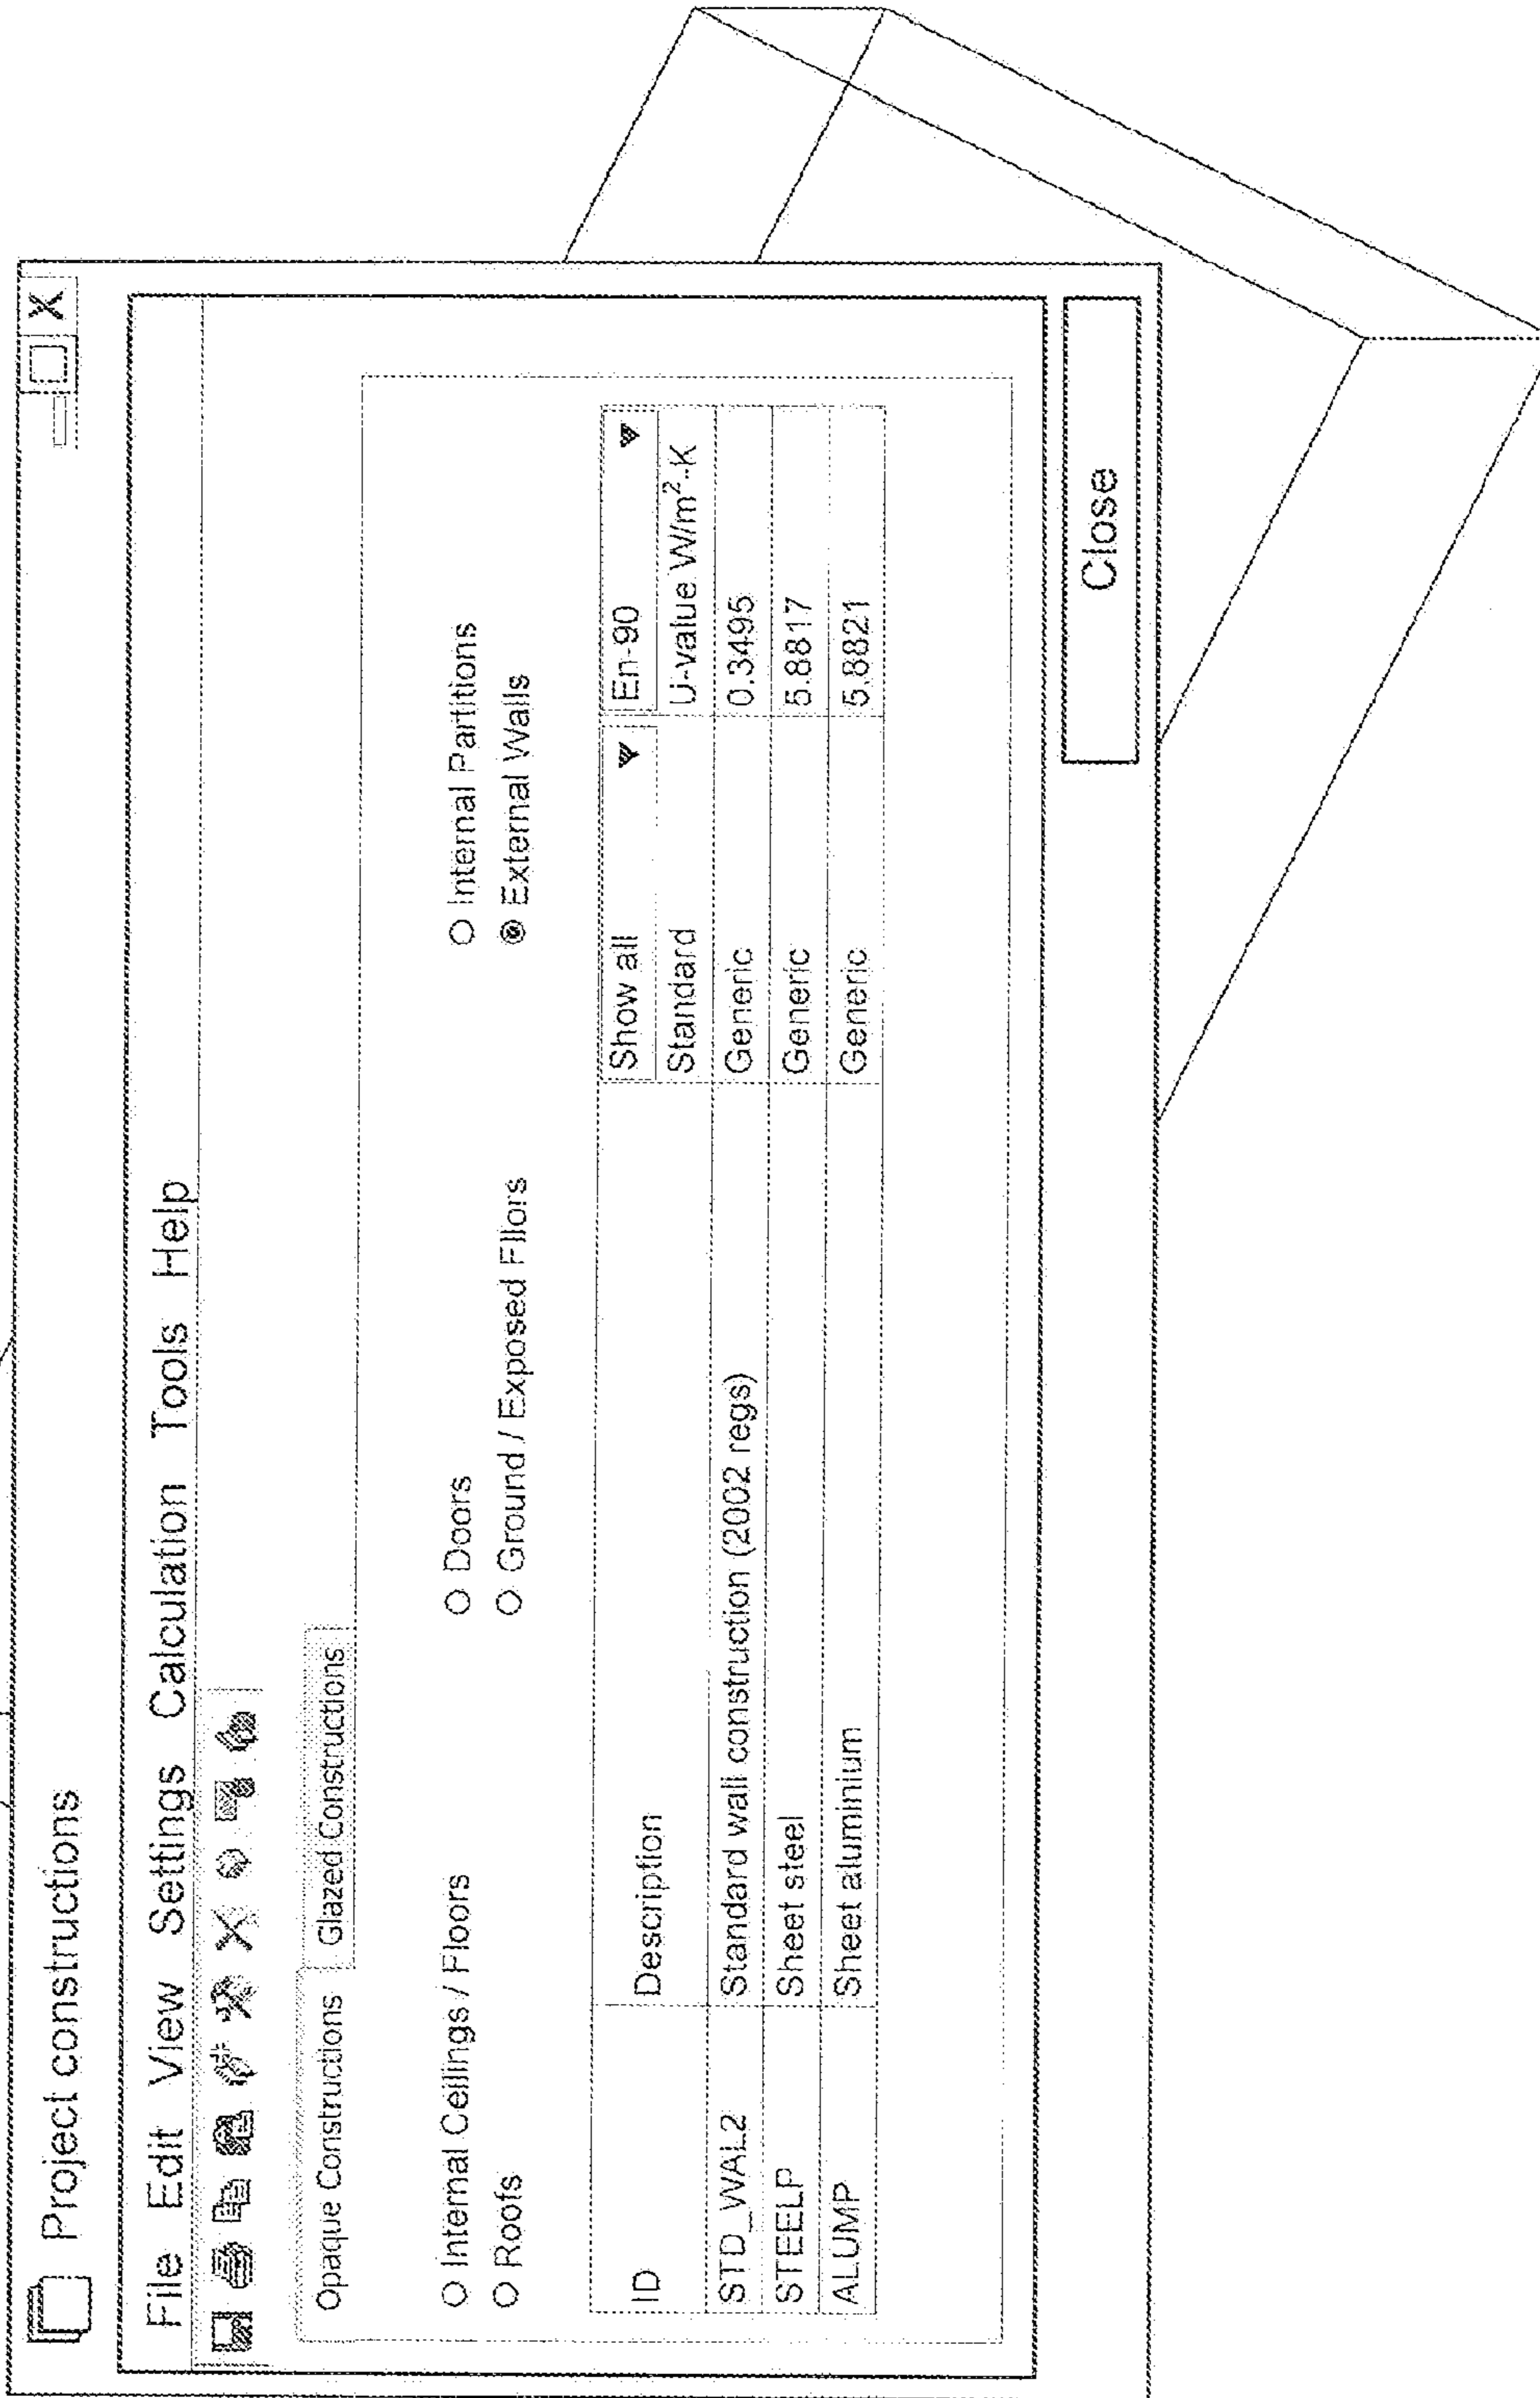 Project constructions
X
File Edit View Settings Calculation Tools Help
Opaque Constructions Glazed Constructions
Internal Ceilings / Floors Doors Internal Partitions
Roofs Ground / Exposed Fllors External Walls
Show all En-90
ID Description Standard U-value W/m²·K
STD_WAL2 Standard wall construction (2002 regs) Generic 0.3495
STEELP Sheet steel Generic 5.8817
ALUMP Sheet aluminium Generic 5.8821
Close